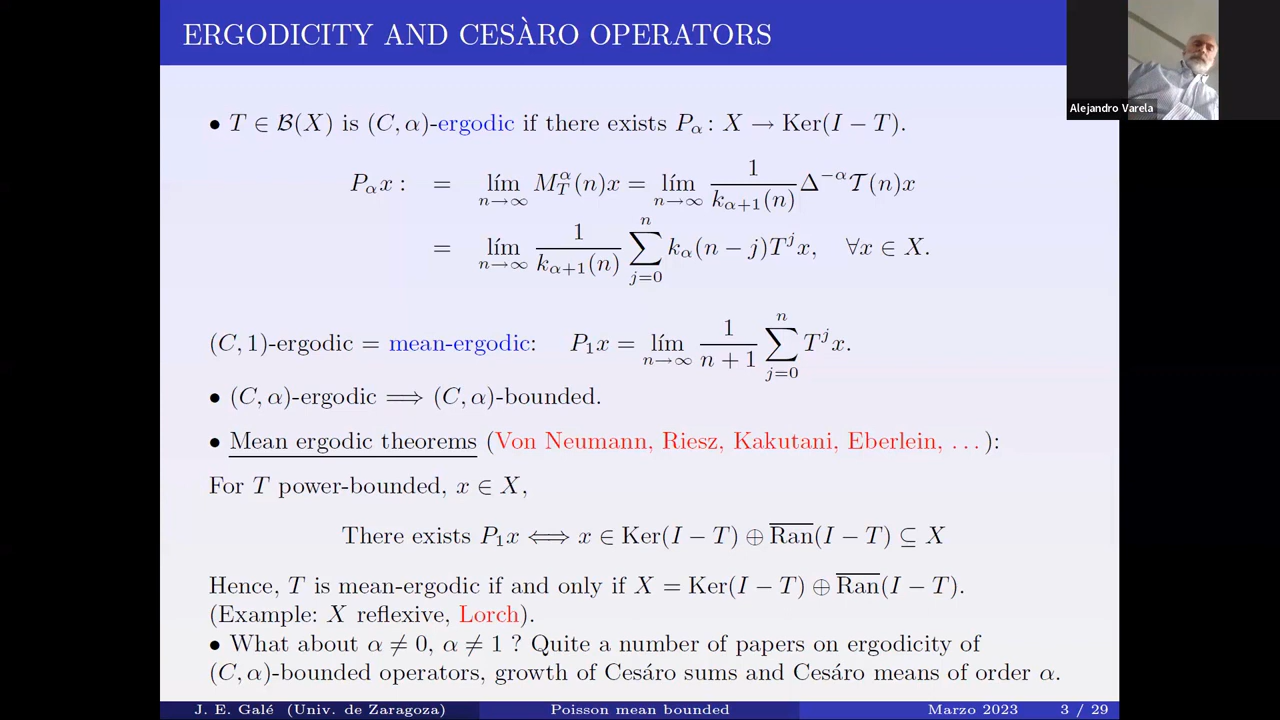 ERGODICITY AND CESÀRO OPERATORS
Alejandro Varela
• T ∈ B(X) is (C, α)-ergodic if there exists P_α : X → Ker(I − T).
P_α x : = lím_{n→∞} M_T^α(n)x = lím_{n→∞} \frac{1}{k_{α+1}(n)} Δ^{−α} 𝒯(n)x
= lím_{n→∞} \frac{1}{k_{α+1}(n)} \sum_{j=0}^{n} k_α(n − j)T^j x, ∀x ∈ X.
(C, 1)-ergodic = mean-ergodic: P_1 x = lím_{n→∞} \frac{1}{n + 1} \sum_{j=0}^{n} T^j x.
• (C, α)-ergodic ⟹ (C, α)-bounded.
• Mean ergodic theorems (Von Neumann, Riesz, Kakutani, Eberlein, . . . ):
For T power-bounded, x ∈ X,
There exists P_1 x ⟺ x ∈ Ker(I − T) ⊕ \overline{Ran}(I − T) ⊆ X
Hence, T is mean-ergodic if and only if X = Ker(I − T) ⊕ \overline{Ran}(I − T).
(Example: X reflexive, Lorch).
• What about α ≠ 0, α ≠ 1 ? Quite a number of papers on ergodicity of
(C, α)-bounded operators, growth of Cesáro sums and Cesáro means of order α.
J. E. Galé (Univ. de Zaragoza) Poisson mean bounded Marzo 2023 3 / 29